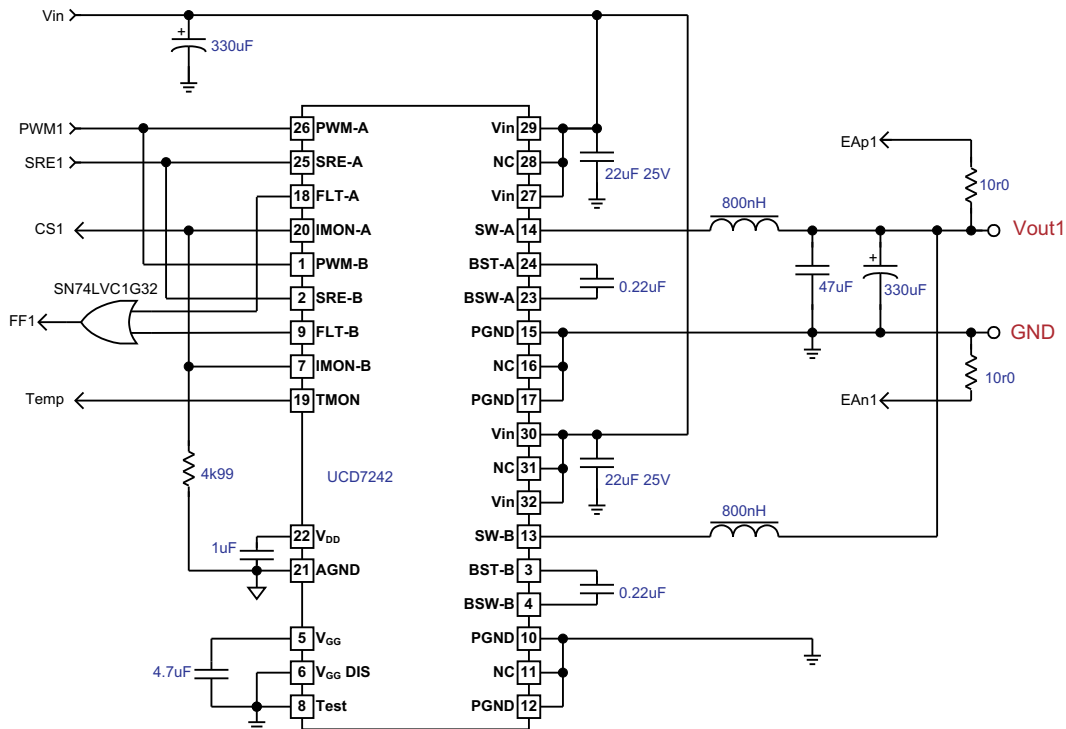 Vin
330uF
PWM1
26 PWM-A
Vin 29
EAp1
SRE1
25 SRE-A
NC 28
22uF 25V
10r0
18 FLT-A
Vin 27
800nH
CS1
20 IMON-A
SW-A 14
Vout1
1 PWM-B
BST-A 24
0.22uF
47uF
330uF
SN74LVC1G32
2 SRE-B
BSW-A 23
FF1
9 FLT-B
PGND 15
GND
7 IMON-B
NC 16
10r0
Temp
19 TMON
PGND 17
EAn1
Vin 30
4k99
UCD7242
NC 31
22uF 25V
Vin 32
800nH
22 VDD
SW-B 13
1uF
21 AGND
BST-B 3
0.22uF
BSW-B 4
5 VGG
PGND 10
4.7uF
6 VGG DIS
NC 11
8 Test
PGND 12